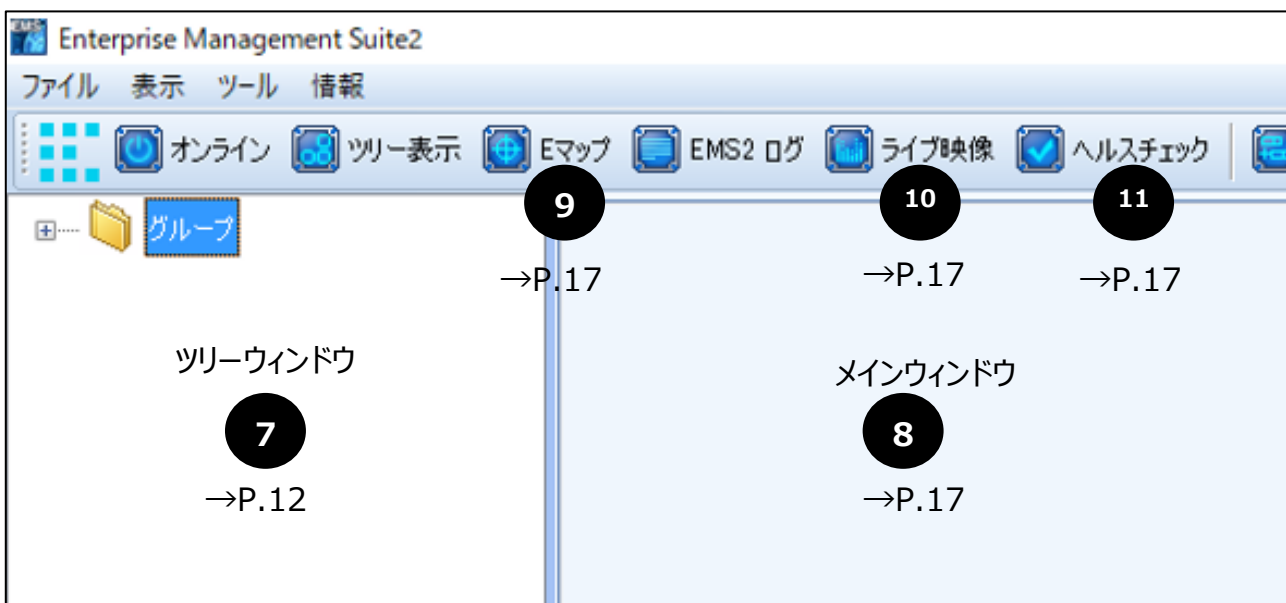 Enterprise Management Suite2
ファイル 表示 ツール 情報
オンライン ツリー表示 Eマップ EMS2 ログ ライブ映像 ヘルスチェック
9 10 11
グループ
→P.17 →P.17 →P.17
ツリーウィンドウ メインウィンドウ
7 8
→P.12 →P.17